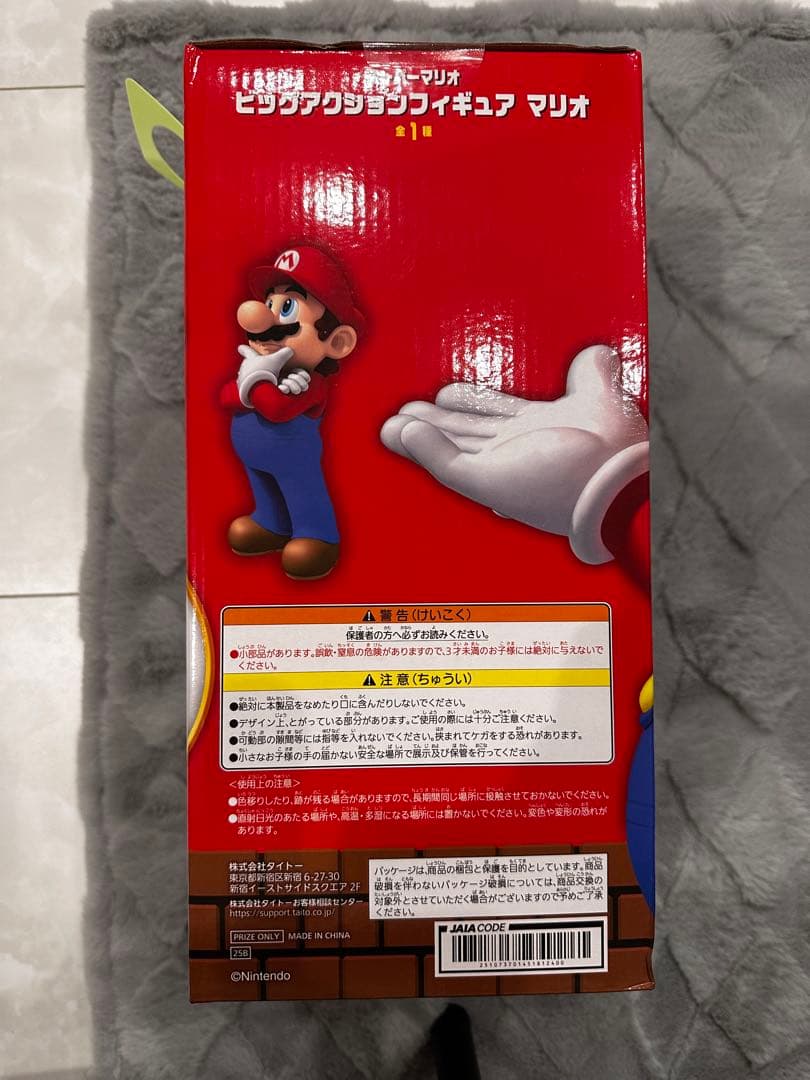 ーパーマリオ
ビッグアクションフィギュア マリオ
全1種
M
警告(けいこく)
保護者の方へ必ずお読みください。
●小部品があります。誤飲・窒息の危険がありますので、3才未満のお子様には絶対に与えないで
ください。
注意(ちゅうい)
●絶対に本製品をなめたり口に含んだりしないでください。
●デザイン上、とがっている部分があります。ご使用の際には十分ご注意ください。
●可動部の隙間等には指等を入れないでください。挟まれてケガをする恐れがあります。
●小さなお子様の手の届かない安全な場所で展示及び保管を行ってください。
<使用上の注意>
●色移りしたり、跡が残る場合がありますので、長期間同じ場所に接触させておかないでください。
●直射日光のあたる場所や、高温・多湿になる場所には置かないでください。変色や変形の恐れが
あります。
株式会社タイトー
東京都新宿区新宿 6-27-30
新宿イーストサイドスクエア 2F
株式会社タイトーお客様相談センター
https://support.taito.co.jp/
PRIZE ONLY MADE IN CHINA
25B
©Nintendo
パッケージは、商品の梱包と保護を目的としています。商品
破損を伴わないパッケージ破損については、商品交換の
対象外とさせていただく場合がございますので予めご了承
ください。
JAIA CODE
251073701451812400